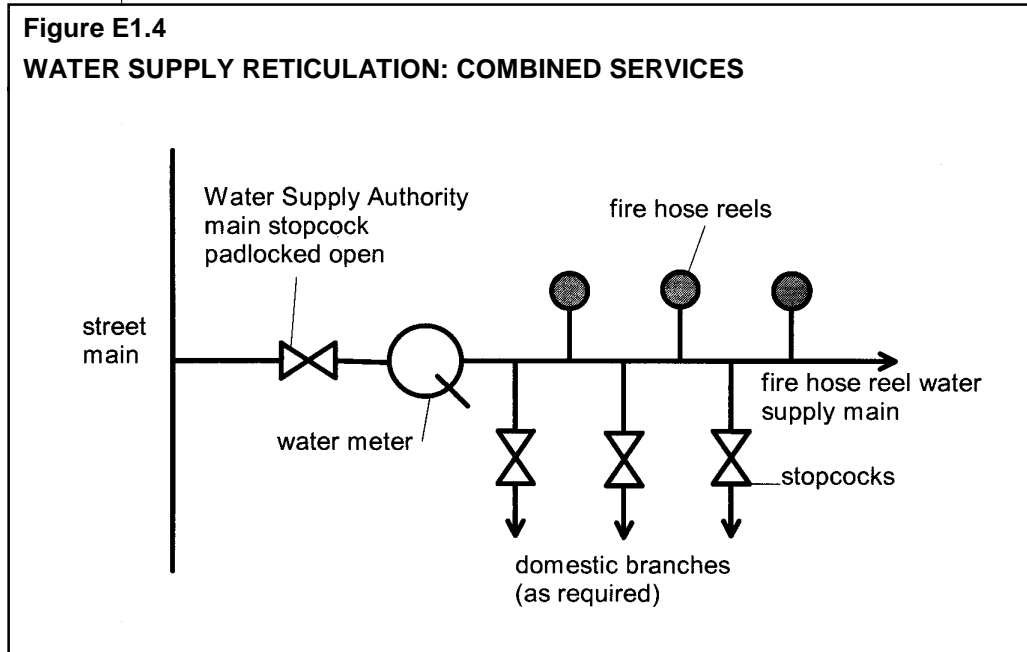 Figure E1.4
WATER SUPPLY RETICULATION: COMBINED SERVICES
Water Supply Authority
main stopcock
padlocked open
fire hose reels
street
main
fire hose reel water
supply main
water meter
stopcocks
domestic branches
(as required)